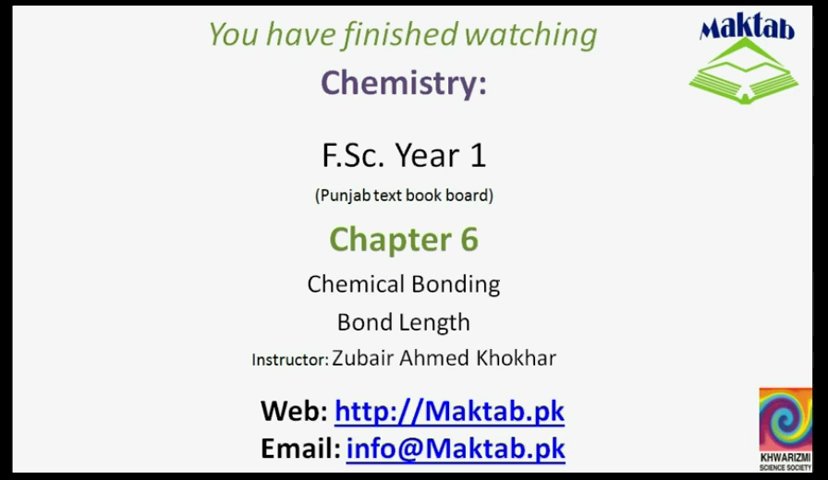 You have finished watching
Maktab
Chemistry:
F.Sc. Year 1
(Punjab text book board)
Chapter 6
Chemical Bonding
Bond Length
Instructor: Zubair Ahmed Khokhar
Web: http://Maktab.pk
Email: info@Maktab.pk
KHWARIZMI
SCIENCE SOCIETY